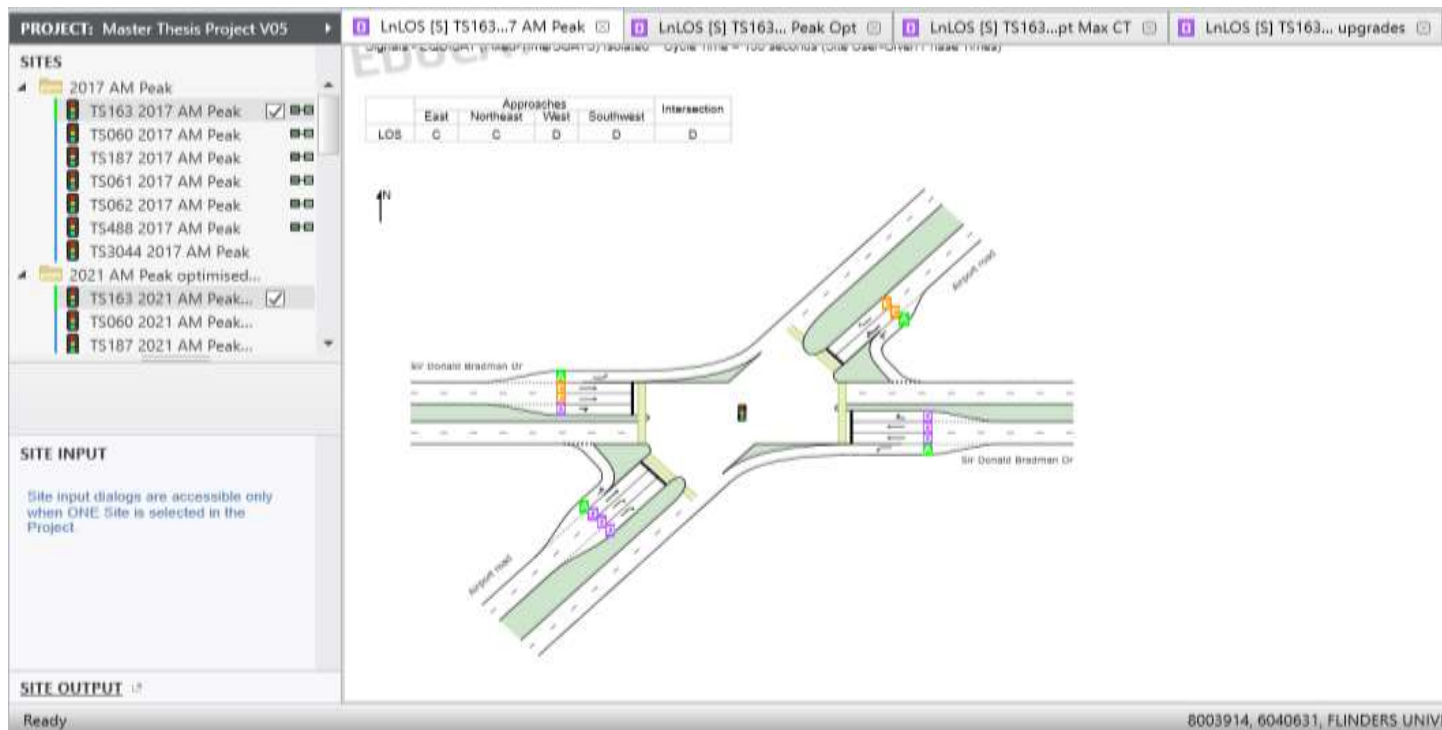 PROJECT: Master Thesis Project V05
LnLOS [S] TS163...7 AM Peak
LnLOS [S] TS163... Peak Opt
LnLOS [S] TS163...pt Max CT
LnLOS [S] TS163... upgrades
SITES
2017 AM Peak
TS163 2017 AM Peak
TS060 2017 AM Peak
TS187 2017 AM Peak
TS061 2017 AM Peak
TS062 2017 AM Peak
TS488 2017 AM Peak
TS3044 2017 AM Peak
2021 AM Peak optimised...
TS163 2021 AM Peak...
TS060 2021 AM Peak...
TS187 2021 AM Peak...
SITE INPUT
Site input dialogs are accessible only
when ONE Site is selected in the
Project.
SITE OUTPUT
Ready
Approaches
Intersection
East Northeast West Southwest
LOS C C D D D
N
Airport road
Sir Donald Bradman Dr
Sir Donald Bradman Dr
Airport road
8003914, 6040631, FLINDERS UNIV